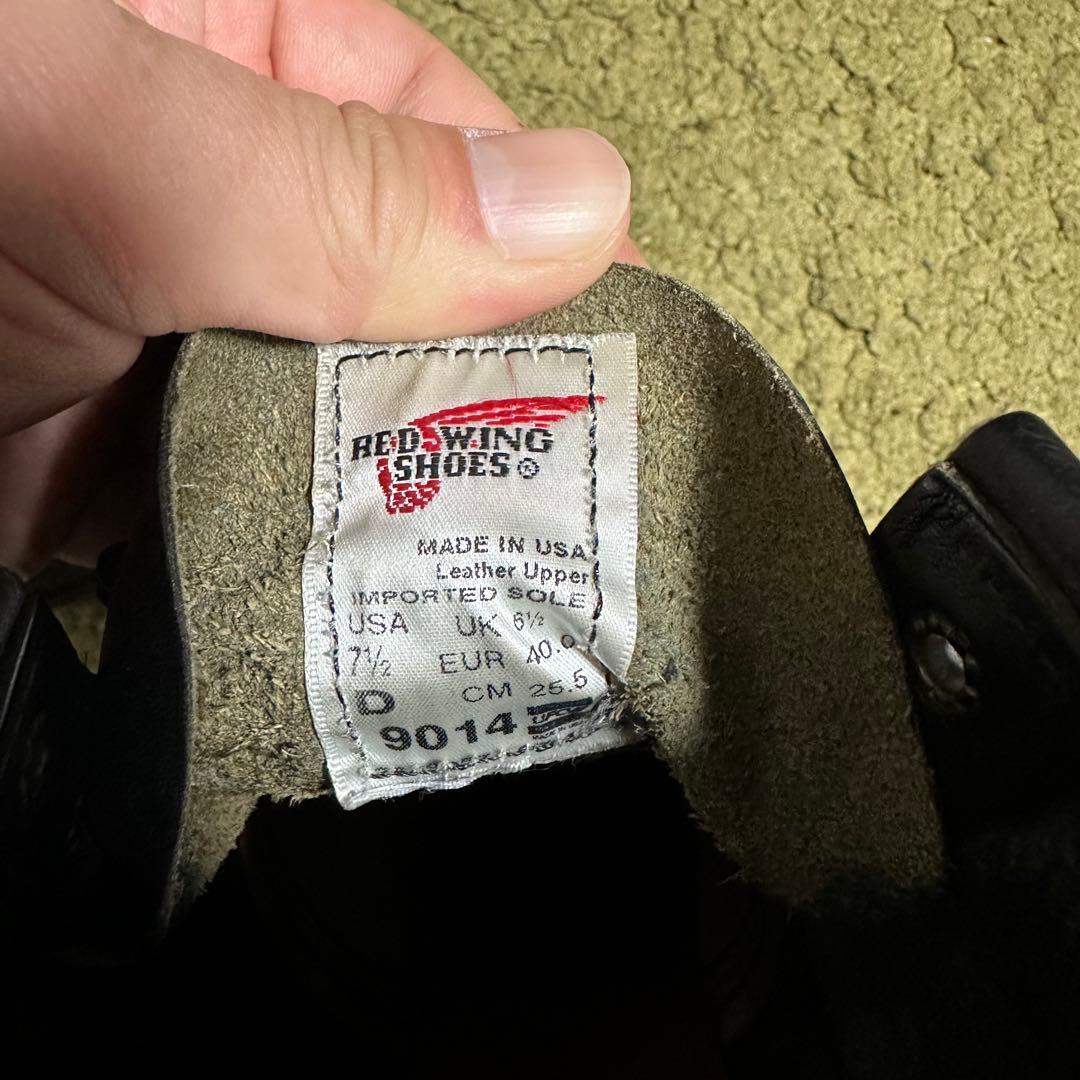 RED WING
SHOES®
MADE IN USA
Leather Upper
IMPORTED SOLE
USA UK 6½
7½ EUR 40.0
D CM 25.5
9014